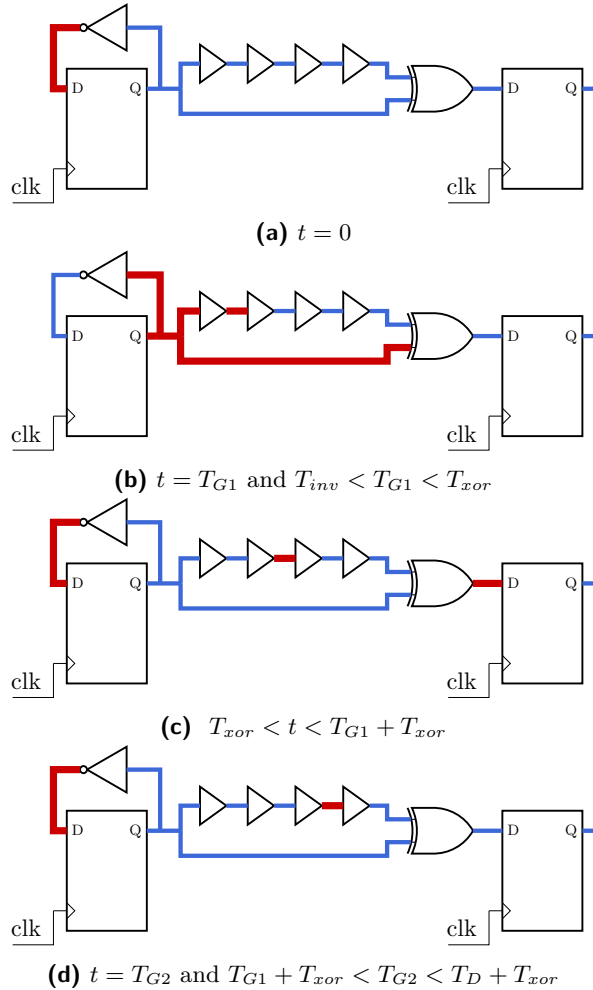 D Q D Q
clk clk
(a) t = 0
D Q D Q
clk clk
(b) t = T_{G1} and T_{inv} < T_{G1} < T_{xor}
D Q D Q
clk clk
(c) T_{xor} < t < T_{G1} + T_{xor}
D Q D Q
clk clk
(d) t = T_{G2} and T_{G1} + T_{xor} < T_{G2} < T_D + T_{xor}